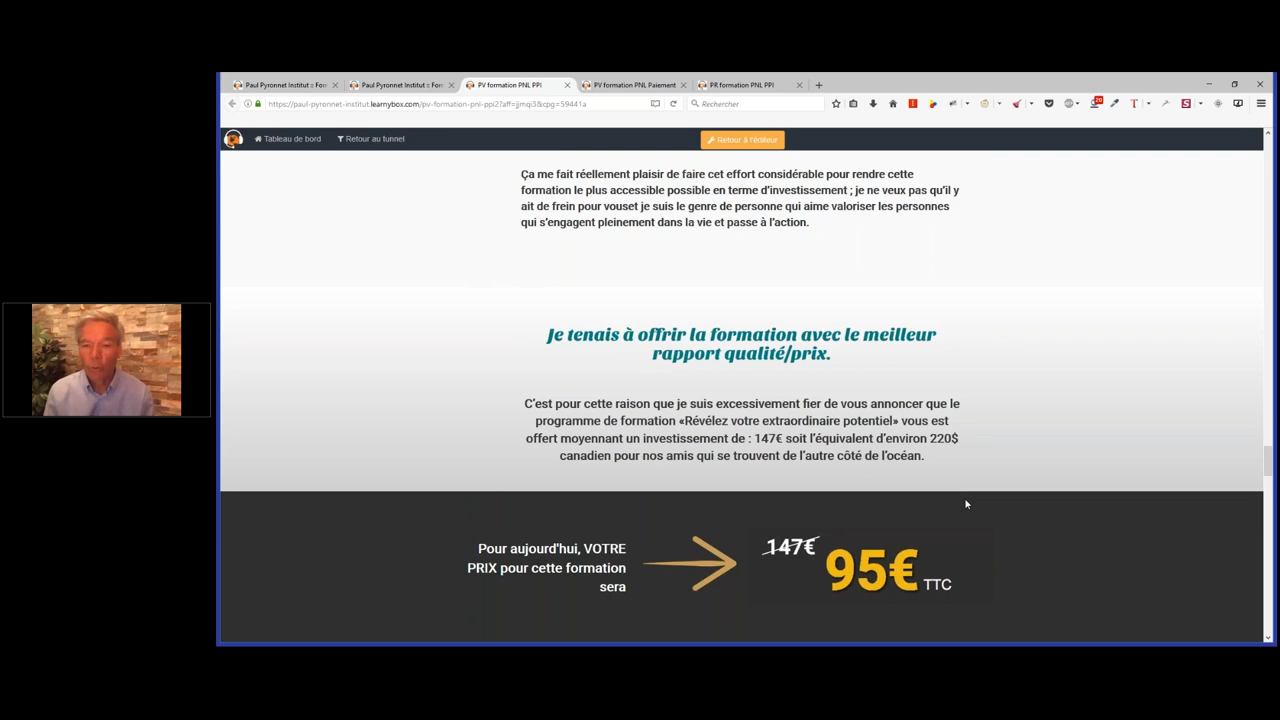 Paul Pyronnet Institut :: For
Paul Pyronnet Institut :: Form
PV formation PNL PPI
PV formation PNL Paiement
PR formation PNL PPI
https://paul-pyronnet-institut.learnybox.com/pv-formation-pnl-ppi2?aff=jjmqi3&cpg=59441a
Rechercher
20
Tableau de bord
Retour au tunnel
Retour à l'éditeur
Ça me fait réellement plaisir de faire cet effort considérable pour rendre cette
formation le plus accessible possible en terme d'investissement ; je ne veux pas qu'il y
ait de frein pour vouset je suis le genre de personne qui aime valoriser les personnes
qui s'engagent pleinement dans la vie et passe à l'action.
Je tenais à offrir la formation avec le meilleur
rapport qualité/prix.
C'est pour cette raison que je suis excessivement fier de vous annoncer que le
programme de formation «Révélez votre extraordinaire potentiel» vous est
offert moyennant un investissement de : 147€ soit l'équivalent d'environ 220$
canadien pour nos amis qui se trouvent de l'autre côté de l'océan.
Pour aujourd'hui, VOTRE
PRIX pour cette formation
sera
147€
95€ TTC